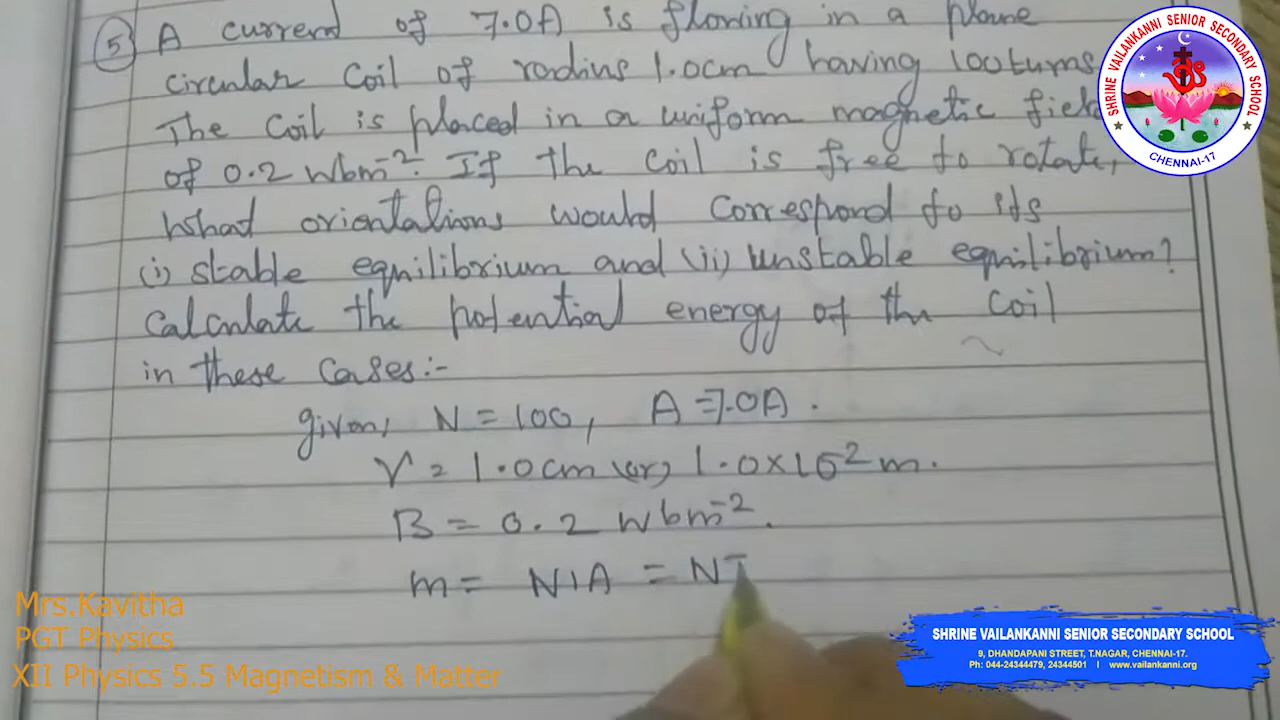 5 A current of 7.0A is flowing in a plane
circular coil of radius 1.0cm having 100 turns
The coil is placed in a uniform magnetic field
of 0.2 wbm⁻². If the coil is free to rotate,
what orientations would correspond to its
(i) stable equilibrium and (ii) unstable equilibrium?
Calculate the potential energy of the coil
in these cases:-
given, N = 100, A = 7.0A.
r = 1.0cm (or) 1.0×10⁻² m.
B = 0.2 wbm⁻².
m = NIA = NI
SHRINE VAILANKANNI SENIOR SECONDARY SCHOOL
CHENNAI-17
Mrs.Kavitha
PGT Physics
XII Physics 5.5 Magnetism & Matter
SHRINE VAILANKANNI SENIOR SECONDARY SCHOOL
9, DHANDAPANI STREET, T.NAGAR, CHENNAI-17.
Ph: 044-24344479, 24344501 | www.vailankanni.org